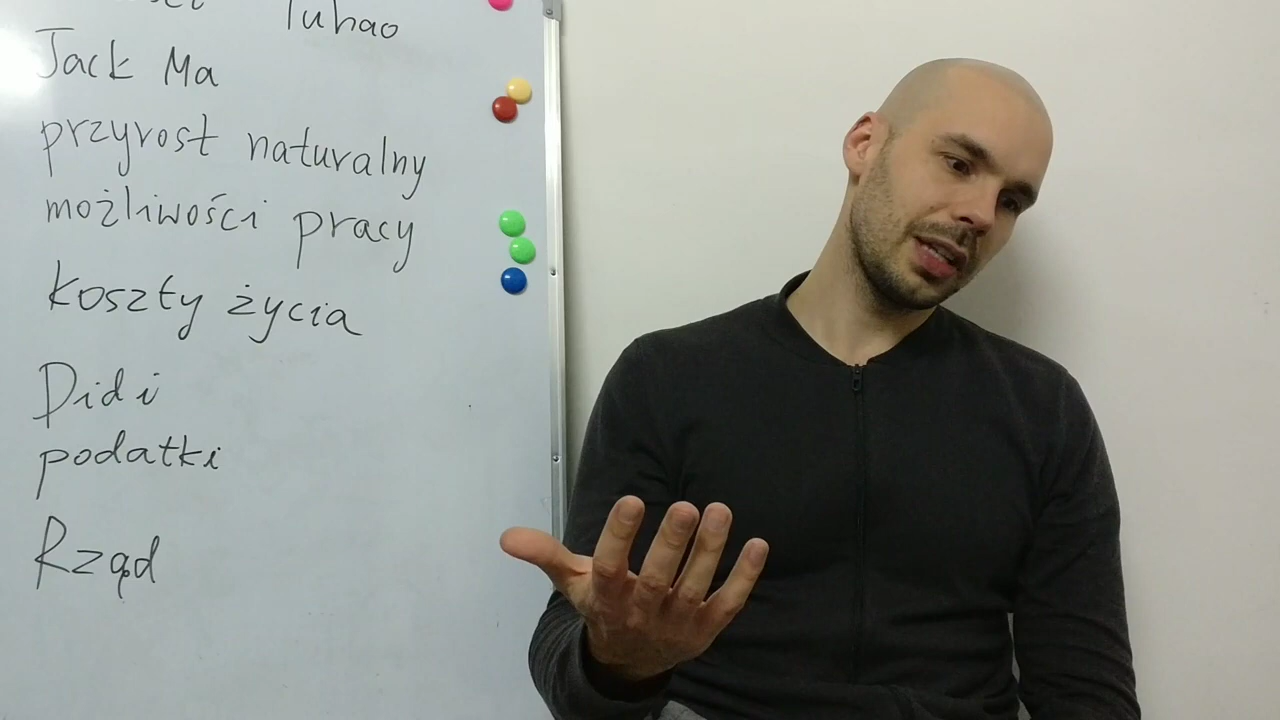 tuhao
Jack Ma
przyrost naturalny
możliwości pracy
koszty życia
Didi
podatki
Rząd